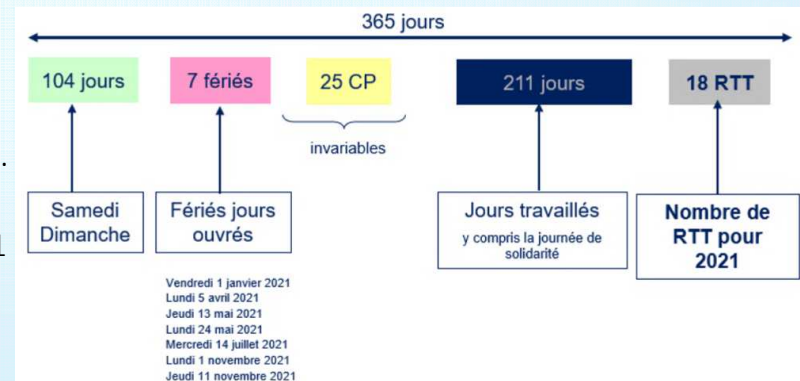 365 jours
104 jours
7 fériés
25 CP
211 jours
18 RTT
invariables
.
Samedi
Dimanche
Fériés jours
ouvrés
Jours travaillés
y compris la journée de
solidarité
Nombre de
RTT pour
2021
1
Vendredi 1 janvier 2021
Lundi 5 avril 2021
Jeudi 13 mai 2021
Lundi 24 mai 2021
Mercredi 14 juillet 2021
Lundi 1 novembre 2021
Jeudi 11 novembre 2021